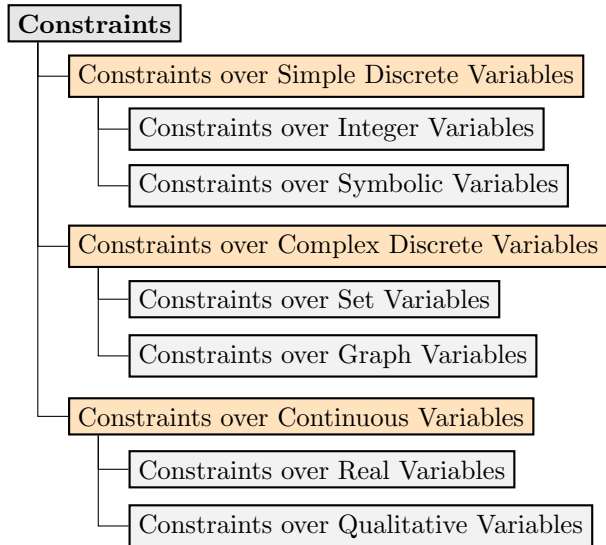 Constraints
Constraints over Simple Discrete Variables
Constraints over Integer Variables
Constraints over Symbolic Variables
Constraints over Complex Discrete Variables
Constraints over Set Variables
Constraints over Graph Variables
Constraints over Continuous Variables
Constraints over Real Variables
Constraints over Qualitative Variables